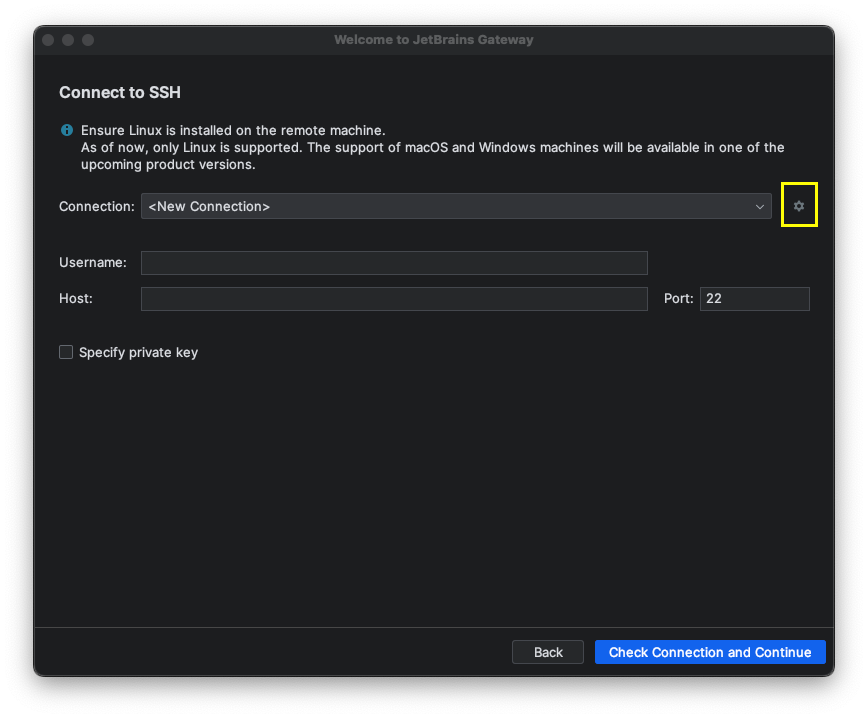 Welcome to JetBrains Gateway
Connect to SSH
Ensure Linux is installed on the remote machine.
As of now, only Linux is supported. The support of macOS and Windows machines will be available in one of the
upcoming product versions.
Connection: <New Connection>
Username:
Host:
Port: 22
Specify private key
Back
Check Connection and Continue